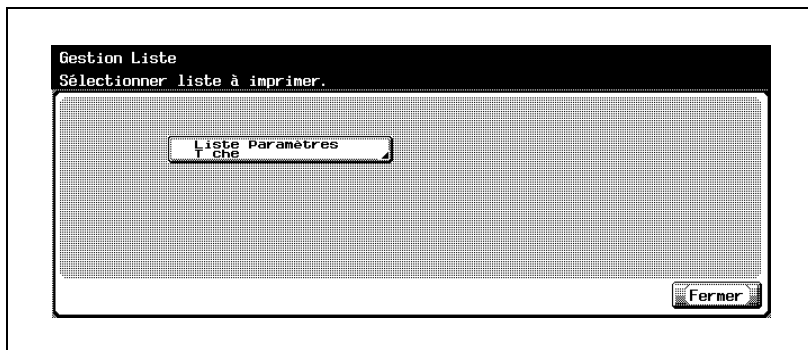 Gestion Liste
Sélectionner liste à imprimer.
Liste Paramètres
T che
Fermer